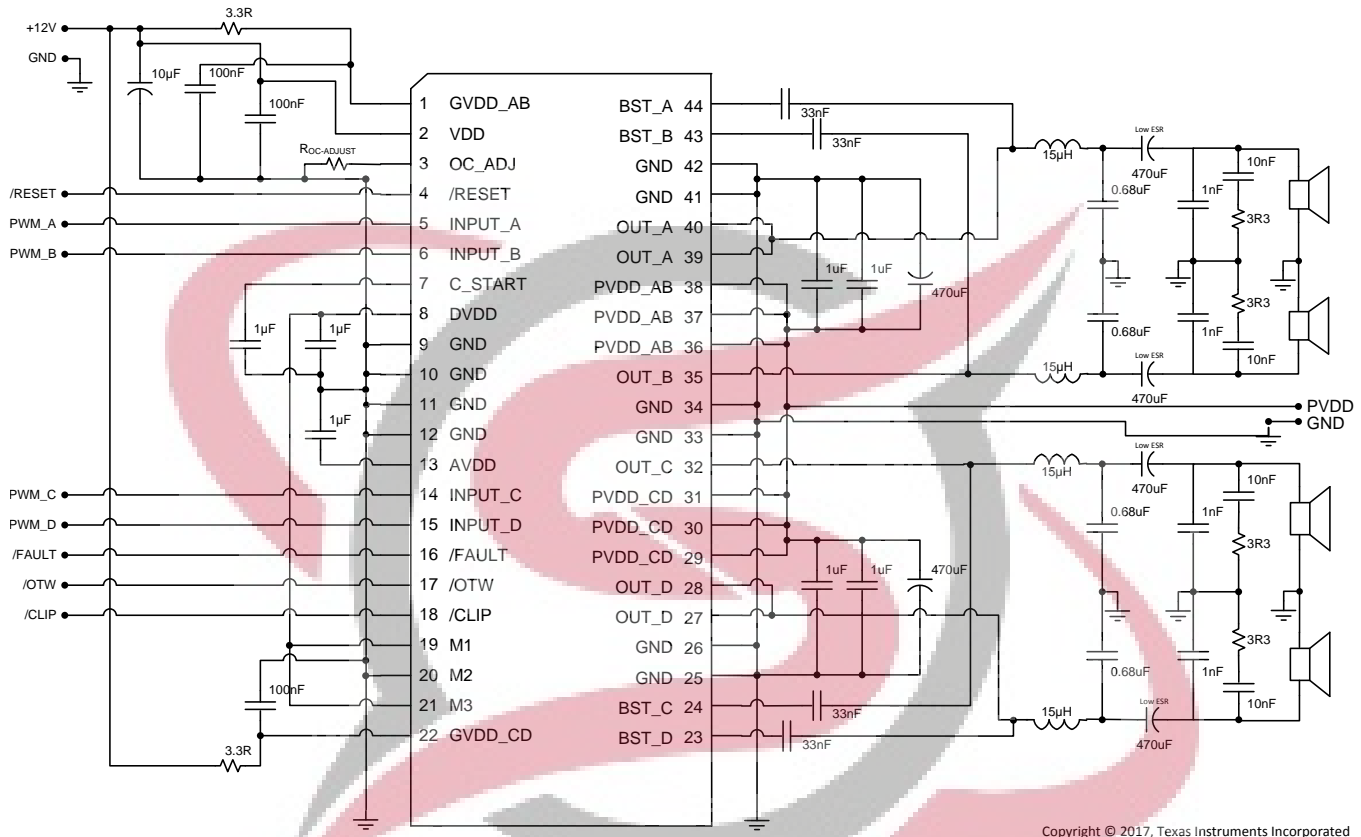 +12V
GND
3.3R
10µF
100nF
100nF
ROC-ADJUST
/RESET
PWM_A
PWM_B
1µF
1µF
1µF
PWM_C
PWM_D
/FAULT
/OTW
/CLIP
100nF
3.3R
1 GVDD_AB
2 VDD
3 OC_ADJ
4 /RESET
5 INPUT_A
6 INPUT_B
7 C_START
8 DVDD
9 GND
10 GND
11 GND
12 GND
13 AVDD
14 INPUT_C
15 INPUT_D
16 /FAULT
17 /OTW
18 /CLIP
19 M1
20 M2
21 M3
22 GVDD_CD
BST_A 44
BST_B 43
GND 42
GND 41
OUT_A 40
OUT_A 39
PVDD_AB 38
PVDD_AB 37
PVDD_AB 36
OUT_B 35
GND 34
GND 33
OUT_C 32
PVDD_CD 31
PVDD_CD 30
PVDD_CD 29
OUT_D 28
OUT_D 27
GND 26
GND 25
BST_C 24
BST_D 23
33nF
33nF
1uF
1uF
470uF
15µH
Low ESR
470uF
10nF
0.68uF
1nF
3R3
3R3
0.68uF
1nF
10nF
Low ESR
15µH
470uF
PVDD
GND
Low ESR
15µH
470uF
10nF
0.68uF
1nF
3R3
1uF
1uF
470uF
3R3
0.68uF
1nF
10nF
33nF
33nF
15µH
Low ESR
470uF
Copyright © 2017, Texas Instruments Incorporated